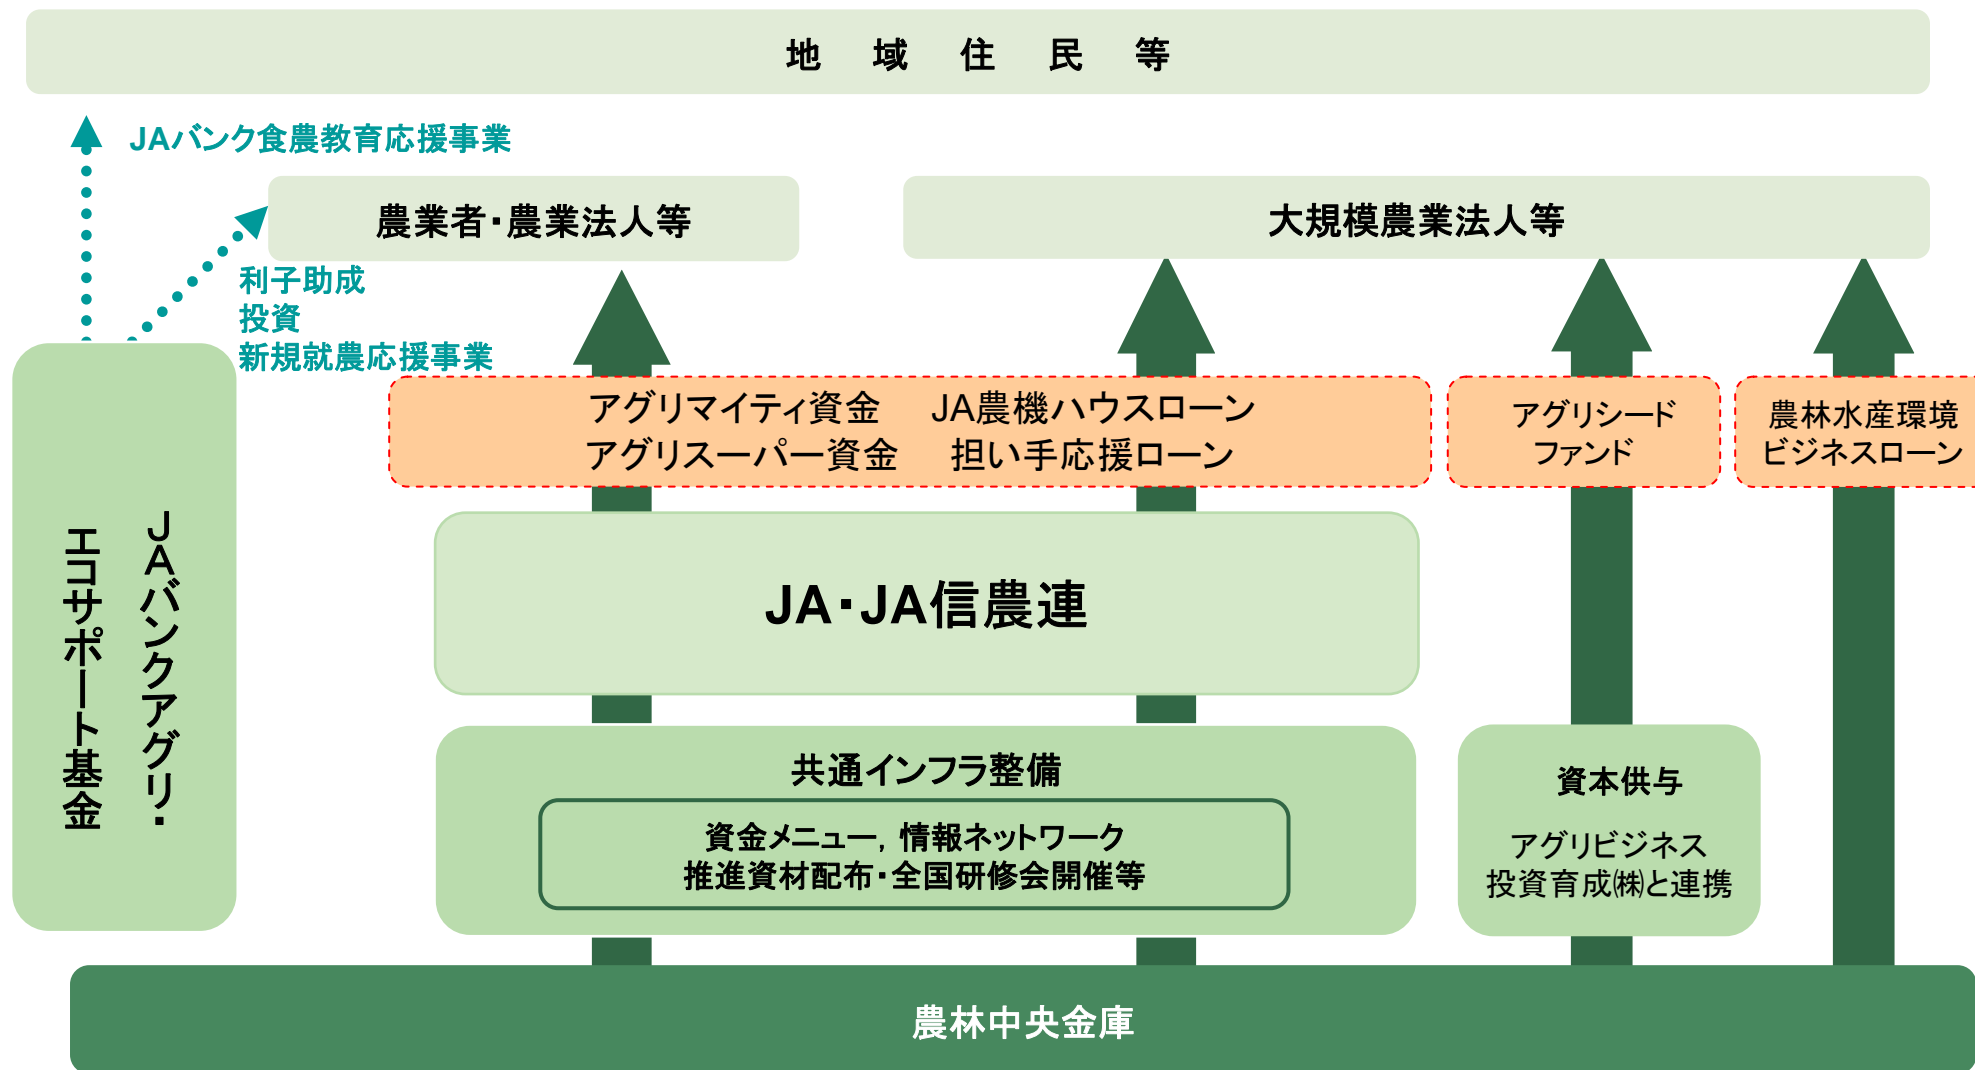 地域住民等
JAバンク食農教育応援事業
農業者・農業法人等
大規模農業法人等
利子助成
投資
新規就農応援事業
アグリマイティ資金 JA農機ハウスローン
アグリスーパー資金 担い手応援ローン
アグリシード
ファンド
農林水産環境
ビジネスローン
JAバンクアグリ・
エコサポート基金
JA・JA信農連
共通インフラ整備
資金メニュー,情報ネットワーク
推進資材配布・全国研修会開催等
資本供与
アグリビジネス
投資育成㈱と連携
農林中央金庫